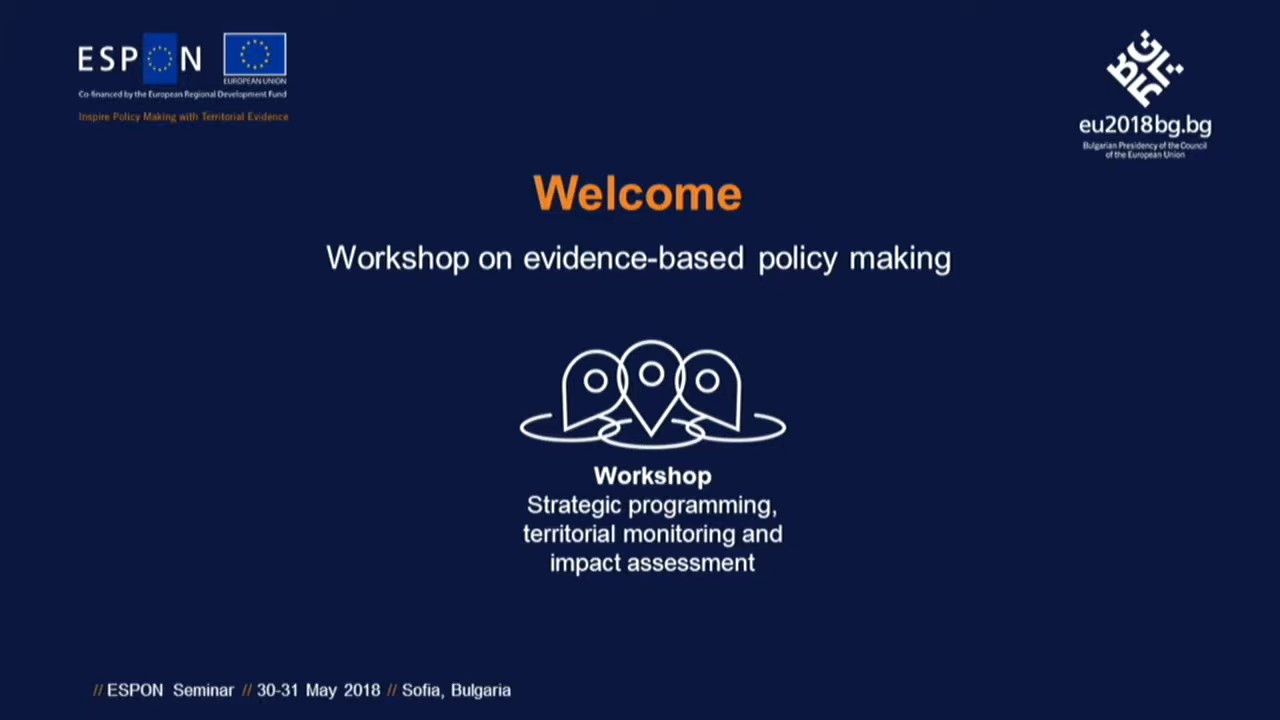 ESPON
EUROPEAN UNION
Co-financed by the European Regional Development Fund
Inspire Policy Making with Territorial Evidence
eu2018bg.bg
Bulgarian Presidency of the Council
of the European Union
Welcome
Workshop on evidence-based policy making
Workshop
Strategic programming,
territorial monitoring and
impact assessment
// ESPON Seminar // 30-31 May 2018 // Sofia, Bulgaria